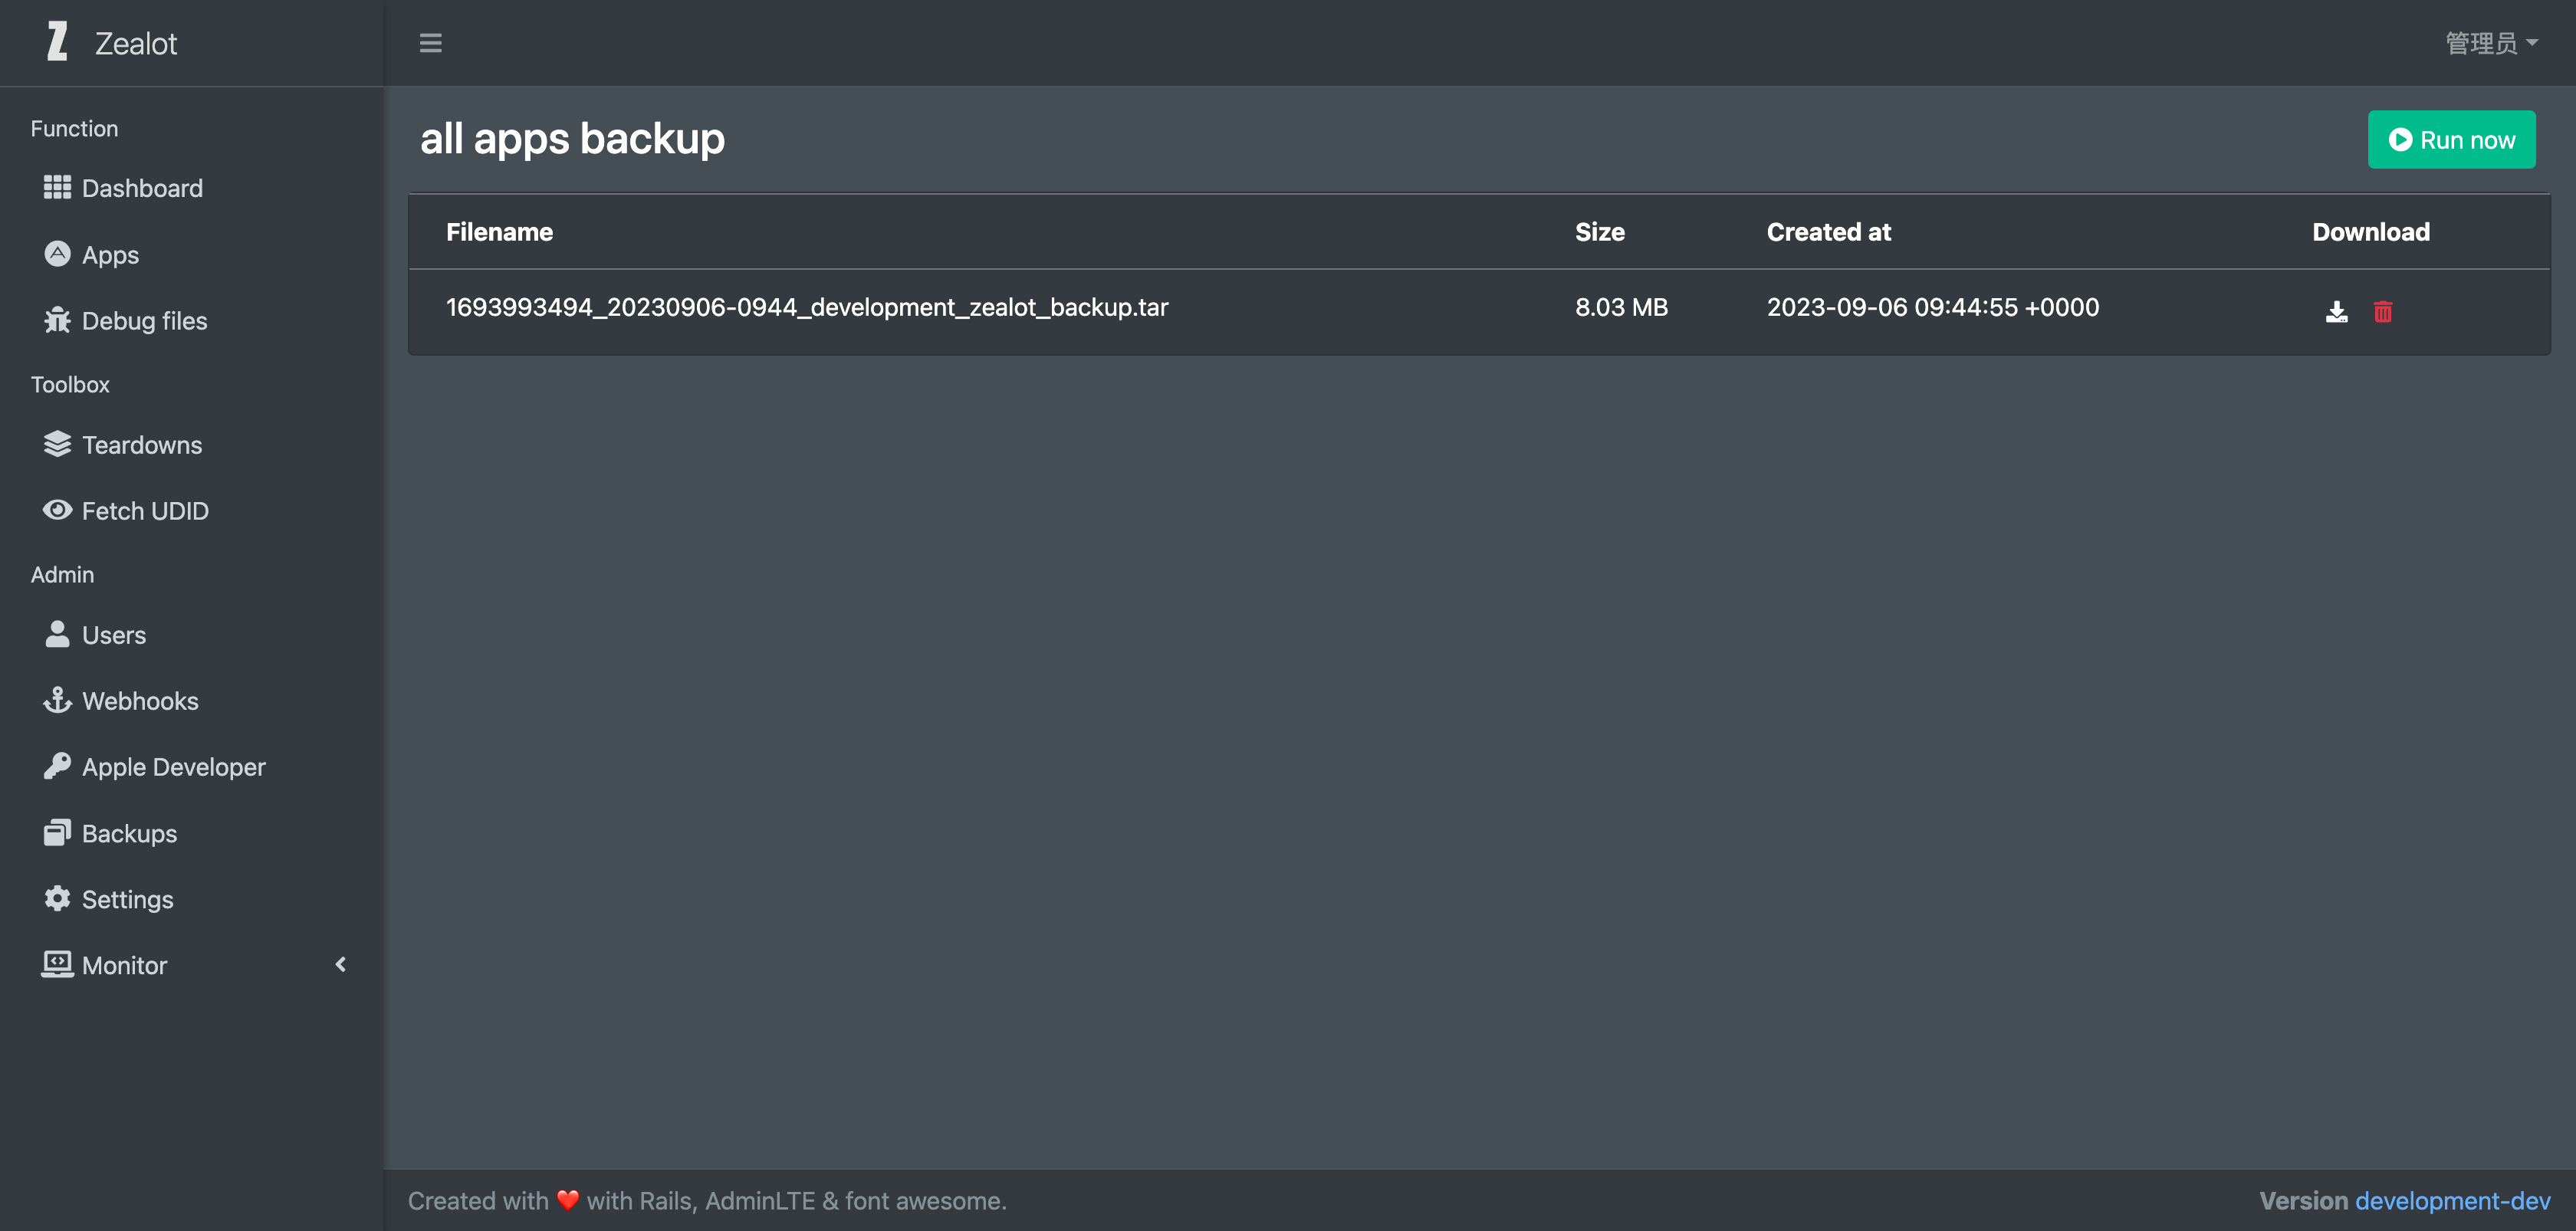 Zealot
管理员
Function
Dashboard
Apps
Debug files
Toolbox
Teardowns
Fetch UDID
Admin
Users
Webhooks
Apple Developer
Backups
Settings
Monitor
all apps backup
Run now
Filename Size Created at Download
1693993494_20230906-0944_development_zealot_backup.tar 8.03 MB 2023-09-06 09:44:55 +0000
Created with ❤️ with Rails, AdminLTE & font awesome.
Version development-dev